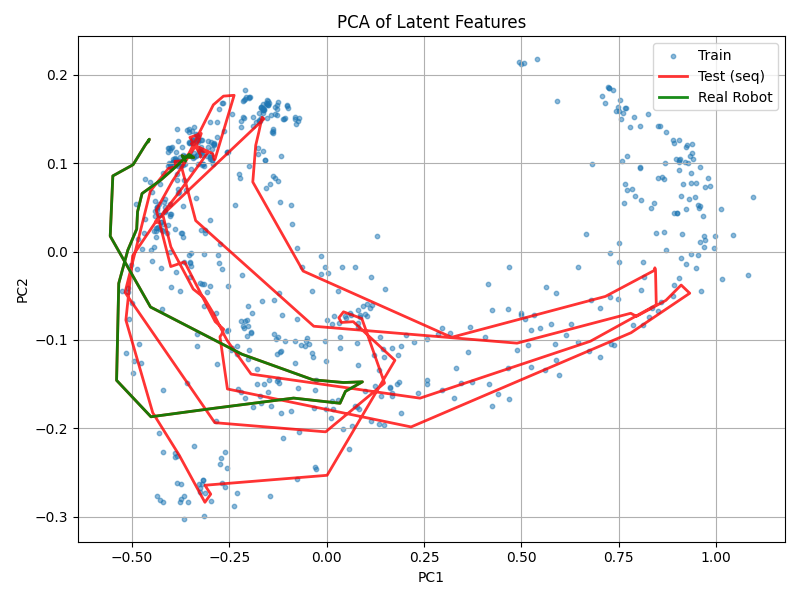 PCA of Latent Features
Train
Test (seq)
Real Robot
PC2
0.2
0.1
0.0
−0.1
−0.2
−0.3
−0.50
−0.25
0.00
0.25
0.50
0.75
1.00
PC1